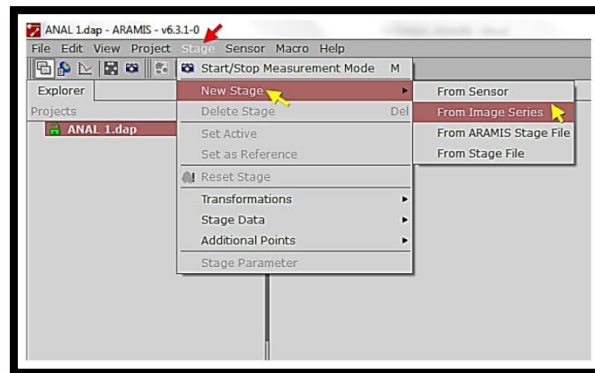 ANAL 1.dap - ARAMIS - v6.3.1-0
File Edit View Project Stage Sensor Macro Help
Start/Stop Measurement Mode M
Explorer
New Stage
From Sensor
Projects
Delete Stage Del
From Image Series
ANAL 1.dap
Set Active
From ARAMIS Stage File
Set as Reference
From Stage File
Reset Stage
Transformations
Stage Data
Additional Points
Stage Parameter